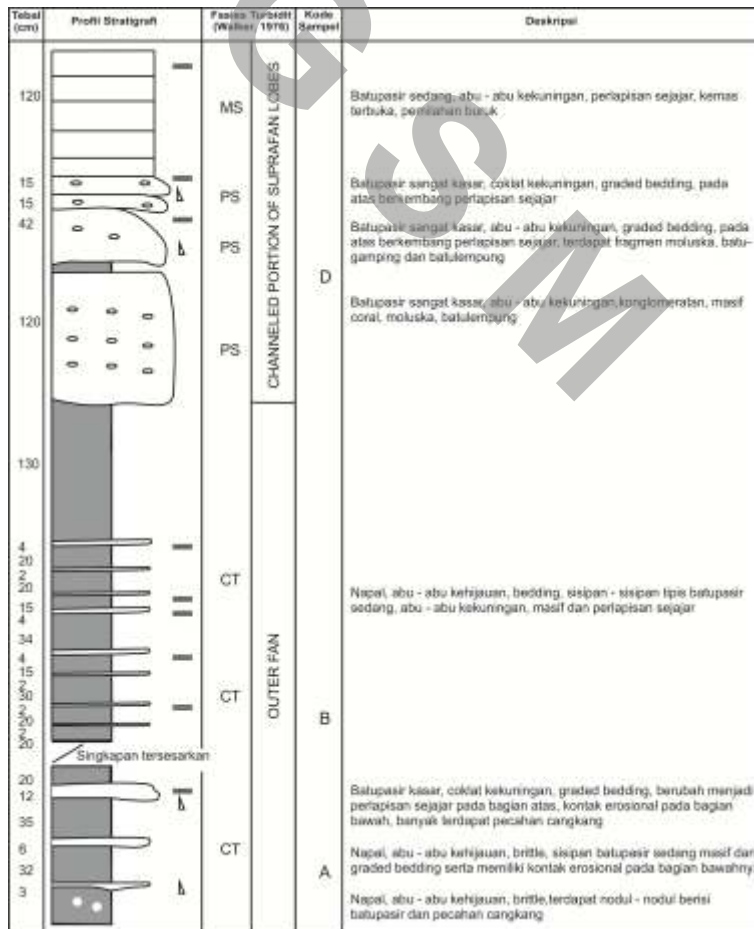 Tebal (cm)
Profil Stratigrafi
Fasies Turbidit (Walker, 1976)
Kode Sampel
Deskripsi
120
MS
Batupasir sedang, abu - abu kekuningan, perlapisan sejajar, kemas
terbuka, pemilahan buruk
15
15
PS
Batupasir sangat kasar, coklat kekuningan, graded bedding, pada
atas berkembang perlapisan sejajar
42
PS
Batupasir sangat kasar, abu - abu kekuningan, graded bedding, pada
atas berkembang perlapisan sejajar, terdapat fragmen moluska, batu-
gamping dan batulempung
D
120
PS
Batupasir sangat kasar, abu - abu kekuningan,konglomeratan, masif
coral, moluska, batulempung
CHANNELED PORTION OF SUPRAFAN LOBES
130
4
20
2
20
15
4
34
4
15
2
30
2
20
2
20
CT
CT
OUTER FAN
B
Napal, abu - abu kehijauan, bedding, sisipan - sisipan tipis batupasir
sedang, abu - abu kekuningan, masif dan perlapisan sejajar
Singkapan tersesarkan
20
12
35
6
32
3
CT
A
Batupasir kasar, coklat kekuningan, graded bedding, berubah menjadi
perlapisan sejajar pada bagian atas, kontak erosional pada bagian
bawah, banyak terdapat pecahan cangkang
Napal, abu - abu kehijauan, brittle, sisipan batupasir sedang masif dan
graded bedding serta memiliki kontak erosional pada bagian bawahny
Napal, abu - abu kehijauan, brittle,terdapat nodul - nodul berisi
batupasir dan pecahan cangkang
G
S
M